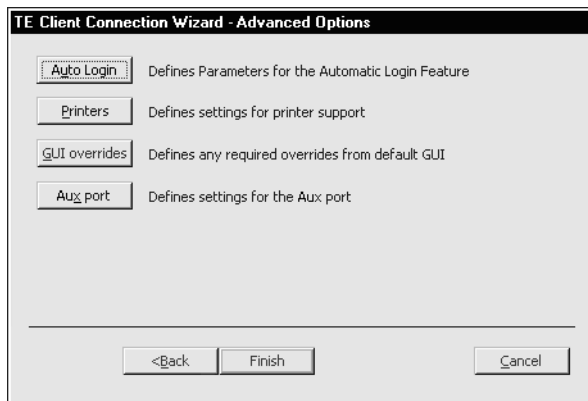 TE Client Connection Wizard - Advanced Options
Auto Login Defines Parameters for the Automatic Login Feature
Printers Defines settings for printer support
GUI overrides Defines any required overrides from default GUI
Aux port Defines settings for the Aux port
<Back Finish Cancel